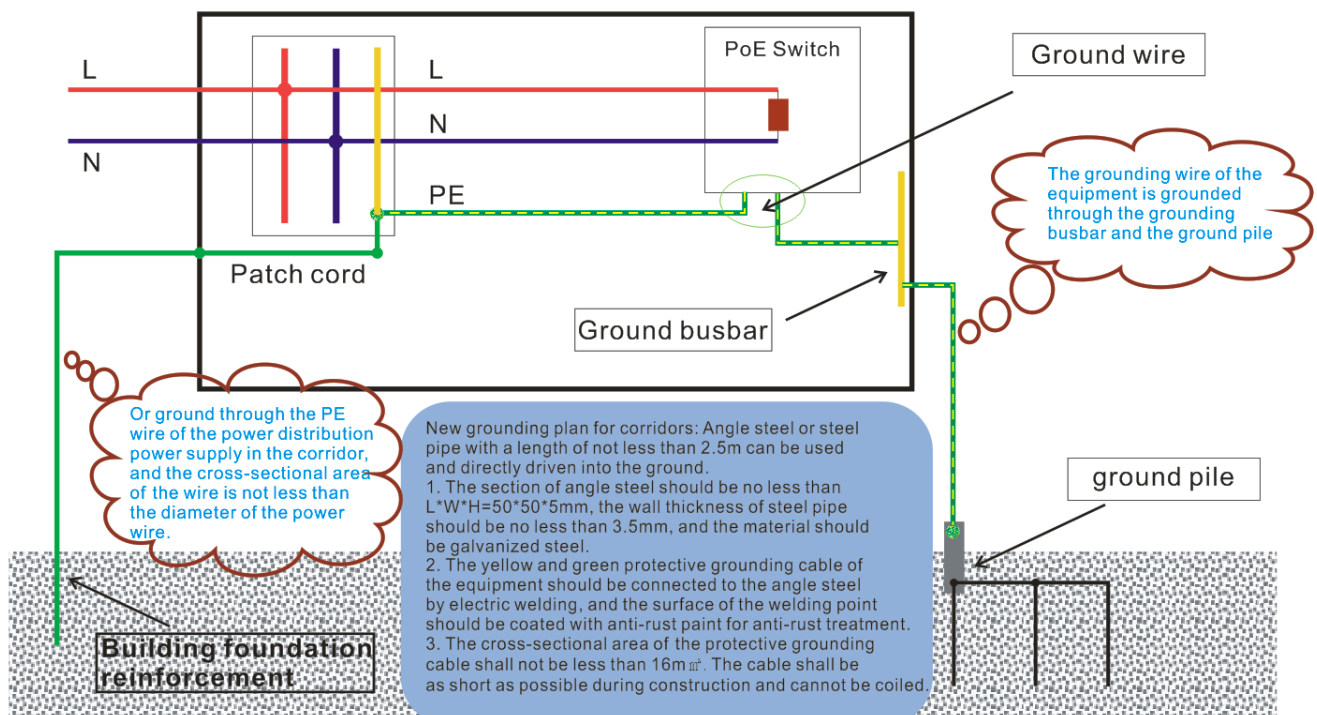 PoE Switch
Ground wire
L
L
N
N
PE
Patch cord
Ground busbar
The grounding wire of the
equipment is grounded
through the grounding
busbar and the ground pile
Or ground through the PE
wire of the power distribution
power supply in the corridor,
and the cross-sectional area
of the wire is not less than
the diameter of the power
wire.
New grounding plan for corridors: Angle steel or steel
pipe with a length of not less than 2.5m can be used
and directly driven into the ground.
1. The section of angle steel should be no less than
L*W*H=50*50*5mm, the wall thickness of steel pipe
should be no less than 3.5mm, and the material should
be galvanized steel.
2. The yellow and green protective grounding cable of
the equipment should be connected to the angle steel
by electric welding, and the surface of the welding point
should be coated with anti-rust paint for anti-rust treatment.
3. The cross-sectional area of the protective grounding
cable shall not be less than 16m㎡. The cable shall be
as short as possible during construction and cannot be coiled.
ground pile
Building foundation
reinforcement